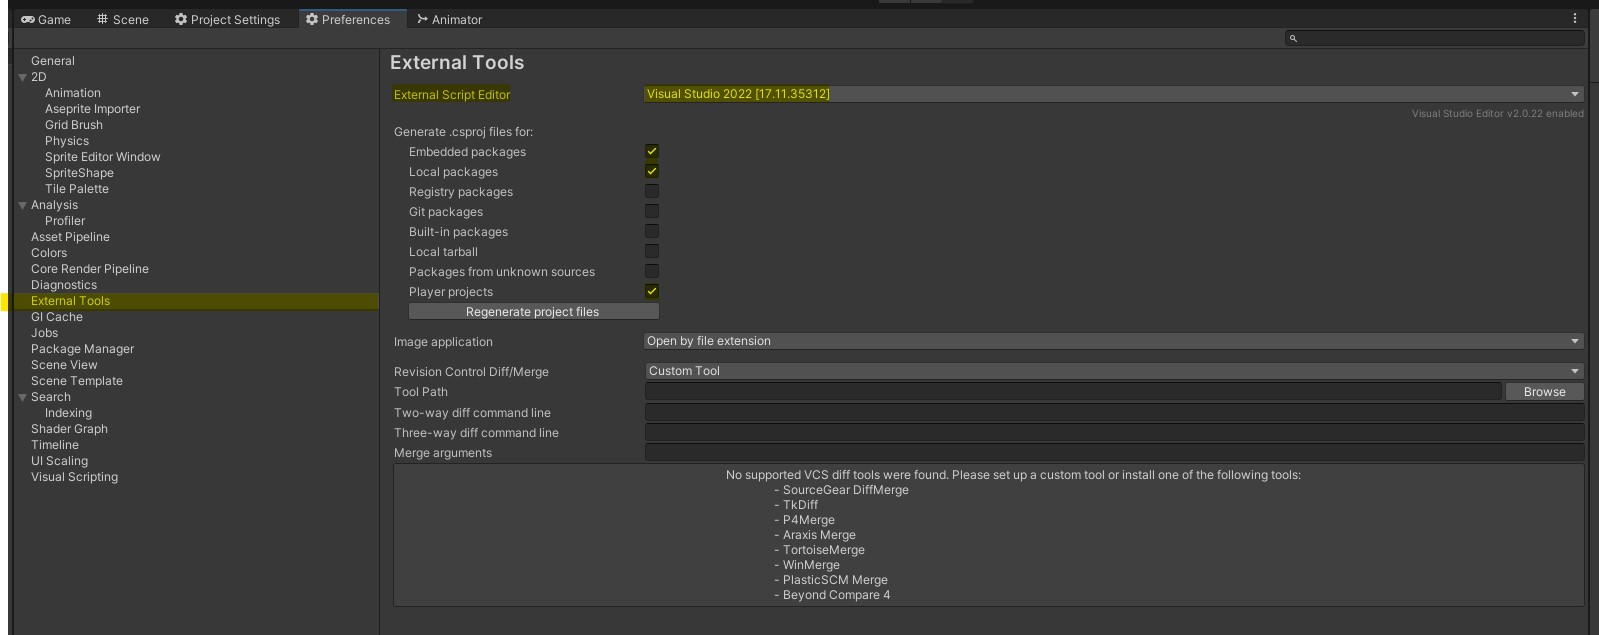 Game Scene Project Settings Preferences Animator
General
2D
Animation
Aseprite Importer
Grid Brush
Physics
Sprite Editor Window
SpriteShape
Tile Palette
Analysis
Profiler
Asset Pipeline
Colors
Core Render Pipeline
Diagnostics
External Tools
GI Cache
Jobs
Package Manager
Scene View
Scene Template
Search
Indexing
Shader Graph
Timeline
UI Scaling
Visual Scripting
External Tools
External Script Editor Visual Studio 2022 [17.11.35312]
Visual Studio Editor v2.0.22 enabled
Generate .csproj files for:
Embedded packages
Local packages
Registry packages
Git packages
Built-in packages
Local tarball
Packages from unknown sources
Player projects
Regenerate project files
Image application Open by file extension
Revision Control Diff/Merge Custom Tool
Tool Path Browse
Two-way diff command line
Three-way diff command line
Merge arguments
No supported VCS diff tools were found. Please set up a custom tool or install one of the following tools:
- SourceGear DiffMerge
- TkDiff
- P4Merge
- Araxis Merge
- TortoiseMerge
- WinMerge
- PlasticSCM Merge
- Beyond Compare 4